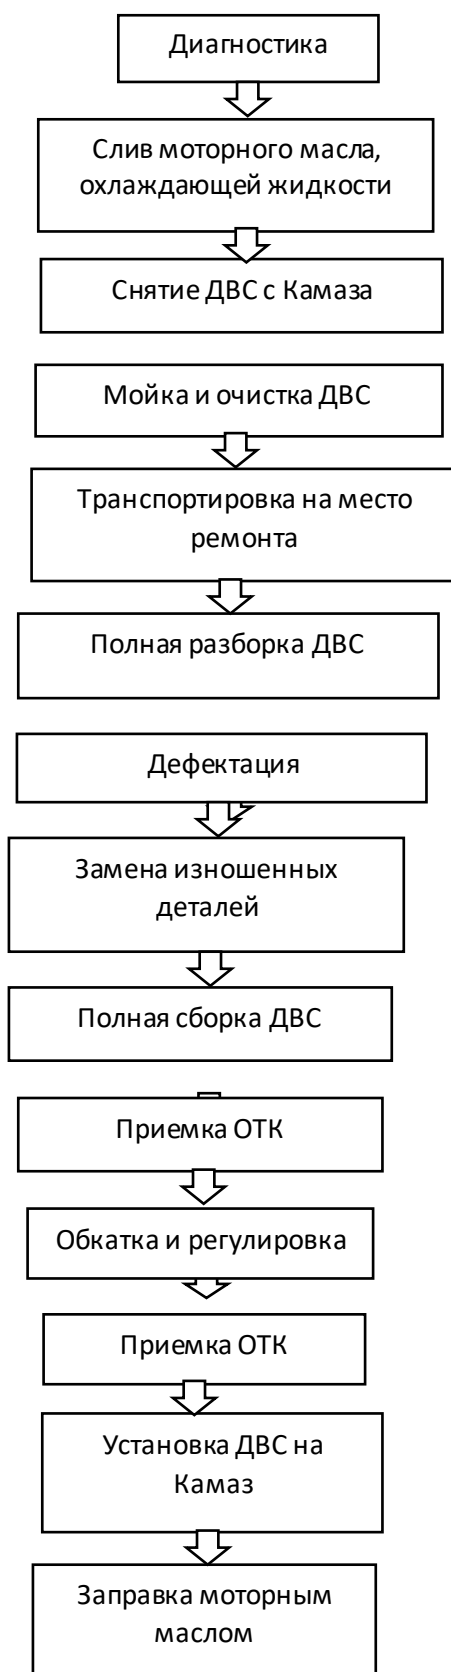 Диагностика
Слив моторного масла,
охлаждающей жидкости
Снятие ДВС с Камаза
Мойка и очистка ДВС
Транспортировка на место
ремонта
Полная разборка ДВС
Дефектация
Замена изношенных
деталей
Полная сборка ДВС
Приемка ОТК
Обкатка и регулировка
Приемка ОТК
Установка ДВС на
Камаз
Заправка моторным
маслом